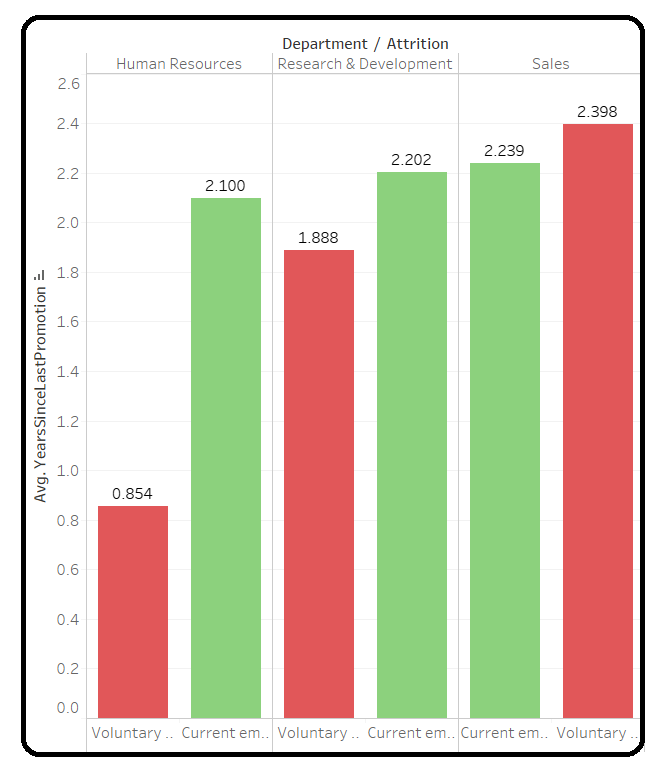 Department / Attrition
Human Resources
Research & Development
Sales
Avg. YearsSinceLastPromotion
2.6
2.4
2.2
2.0
1.8
1.6
1.4
1.2
1.0
0.8
0.6
0.4
0.2
0.0
0.854
2.100
1.888
2.202
2.239
2.398
Voluntary ..
Current em..
Voluntary ..
Current em..
Current em..
Voluntary ..